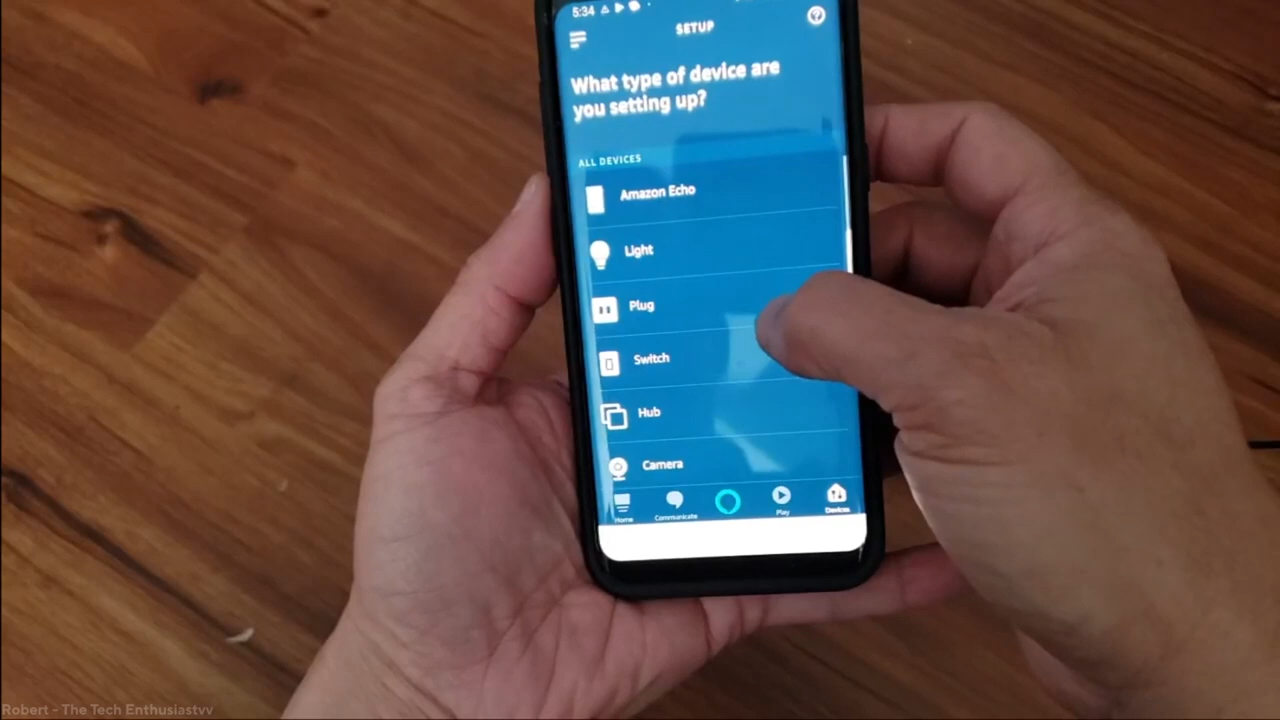 5:34
SETUP
What type of device are
you setting up?
ALL DEVICES
Amazon Echo
Light
Plug
Switch
Hub
Camera
Home
Communicate
Play
Devices
Robert - The Tech Enthusiastvv